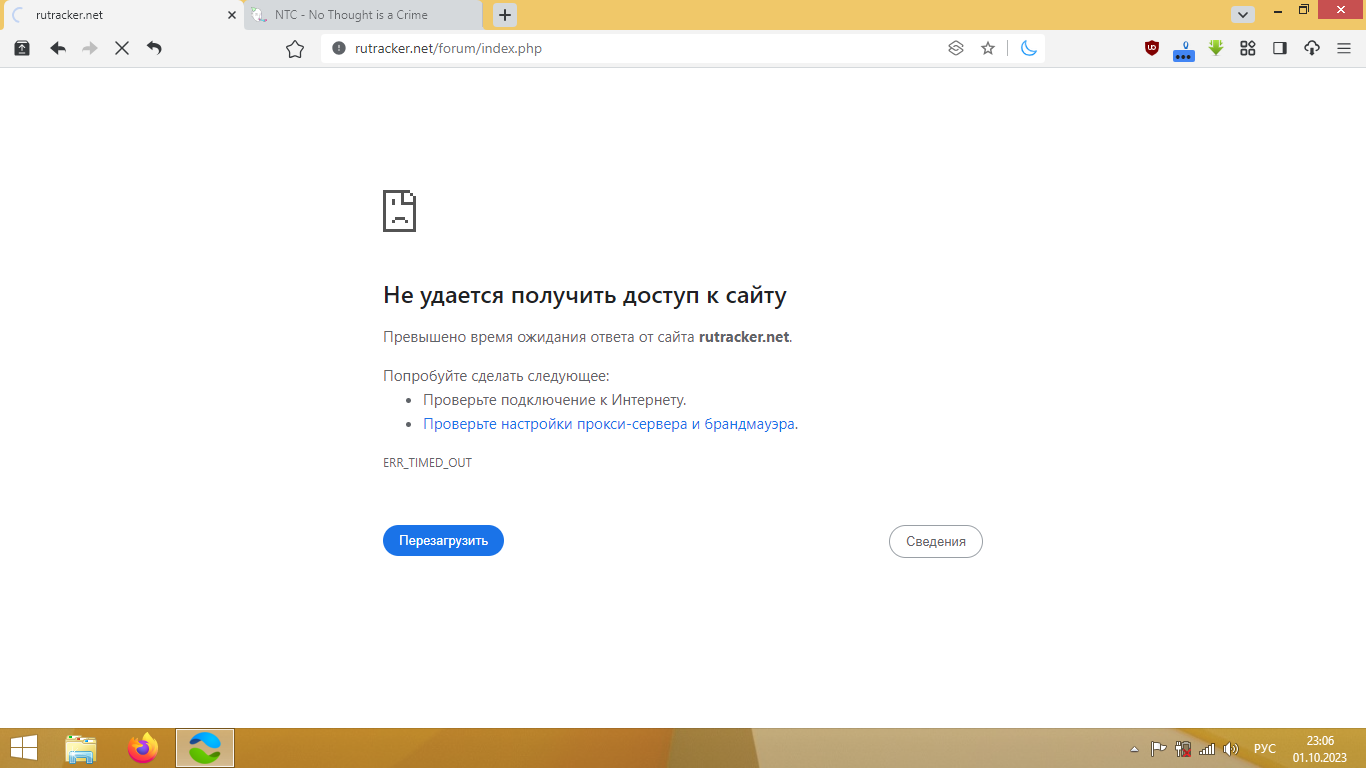 rutracker.net
NTC - No Thought is a Crime
rutracker.net/forum/index.php
Не удается получить доступ к сайту
Превышено время ожидания ответа от сайта rutracker.net.
Попробуйте сделать следующее:
Проверьте подключение к Интернету.
Проверьте настройки прокси-сервера и брандмауэра.
ERR_TIMED_OUT
Перезагрузить
Сведения
РУС
23:06
01.10.2023